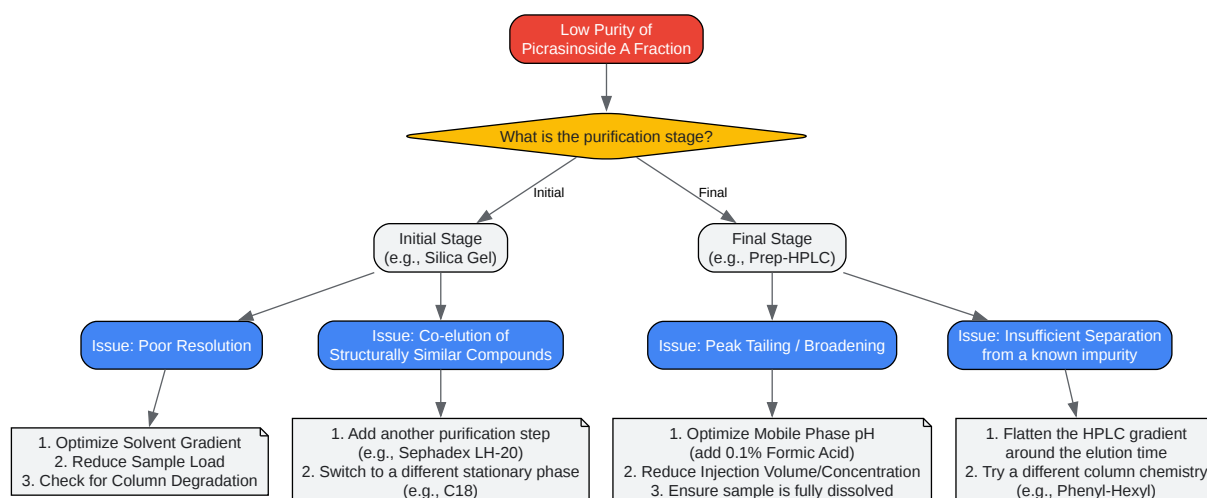 Low Purity of
Picrasinoside A Fraction
What is the purification stage?
Initial
Final
Initial Stage
(e.g., Silica Gel)
Final Stage
(e.g., Prep-HPLC)
Issue: Poor Resolution
Issue: Co-elution of
Structurally Similar Compounds
Issue: Peak Tailing / Broadening
Issue: Insufficient Separation
from a known impurity
1. Optimize Solvent Gradient
2. Reduce Sample Load
3. Check for Column Degradation
1. Add another purification step
(e.g., Sephadex LH-20)
2. Switch to a different stationary phase
(e.g., C18)
1. Optimize Mobile Phase pH
(add 0.1% Formic Acid)
2. Reduce Injection Volume/Concentration
3. Ensure sample is fully dissolved
1. Flatten the HPLC gradient
around the elution time
2. Try a different column chemistry
(e.g., Phenyl-Hexyl)